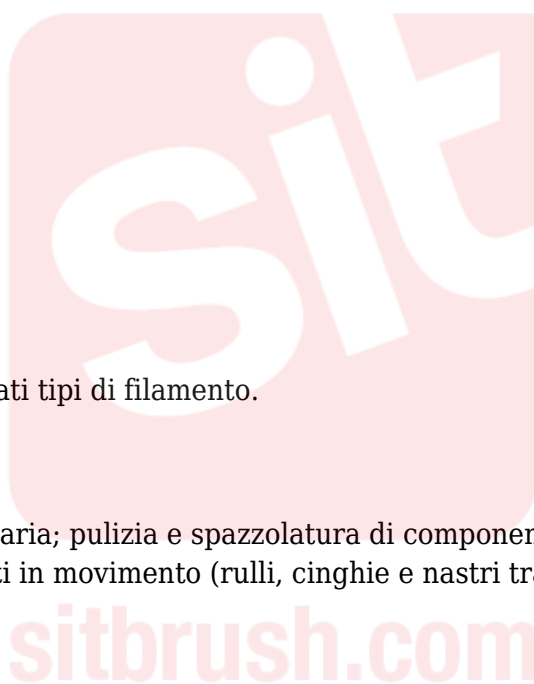 sit
ati tipi di filamento.
aria; pulizia e spazzolatura di componen
ti in movimento (rulli, cinghie e nastri tra
sitbrush.com